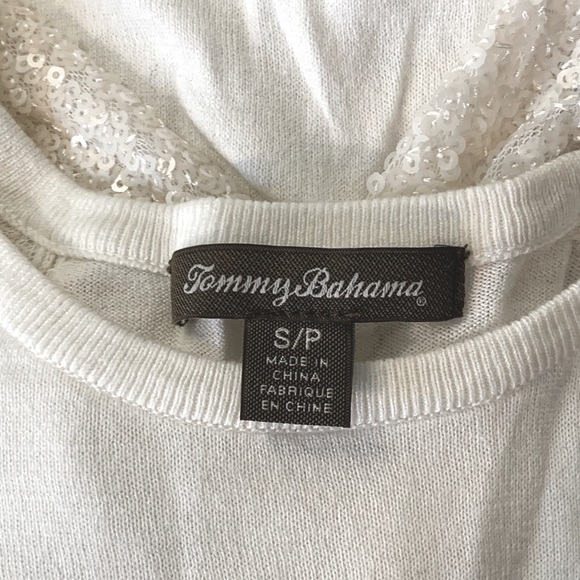 Tommy Bahama®
S/P
MADE IN
CHINA
FABRIQUE
EN CHINE